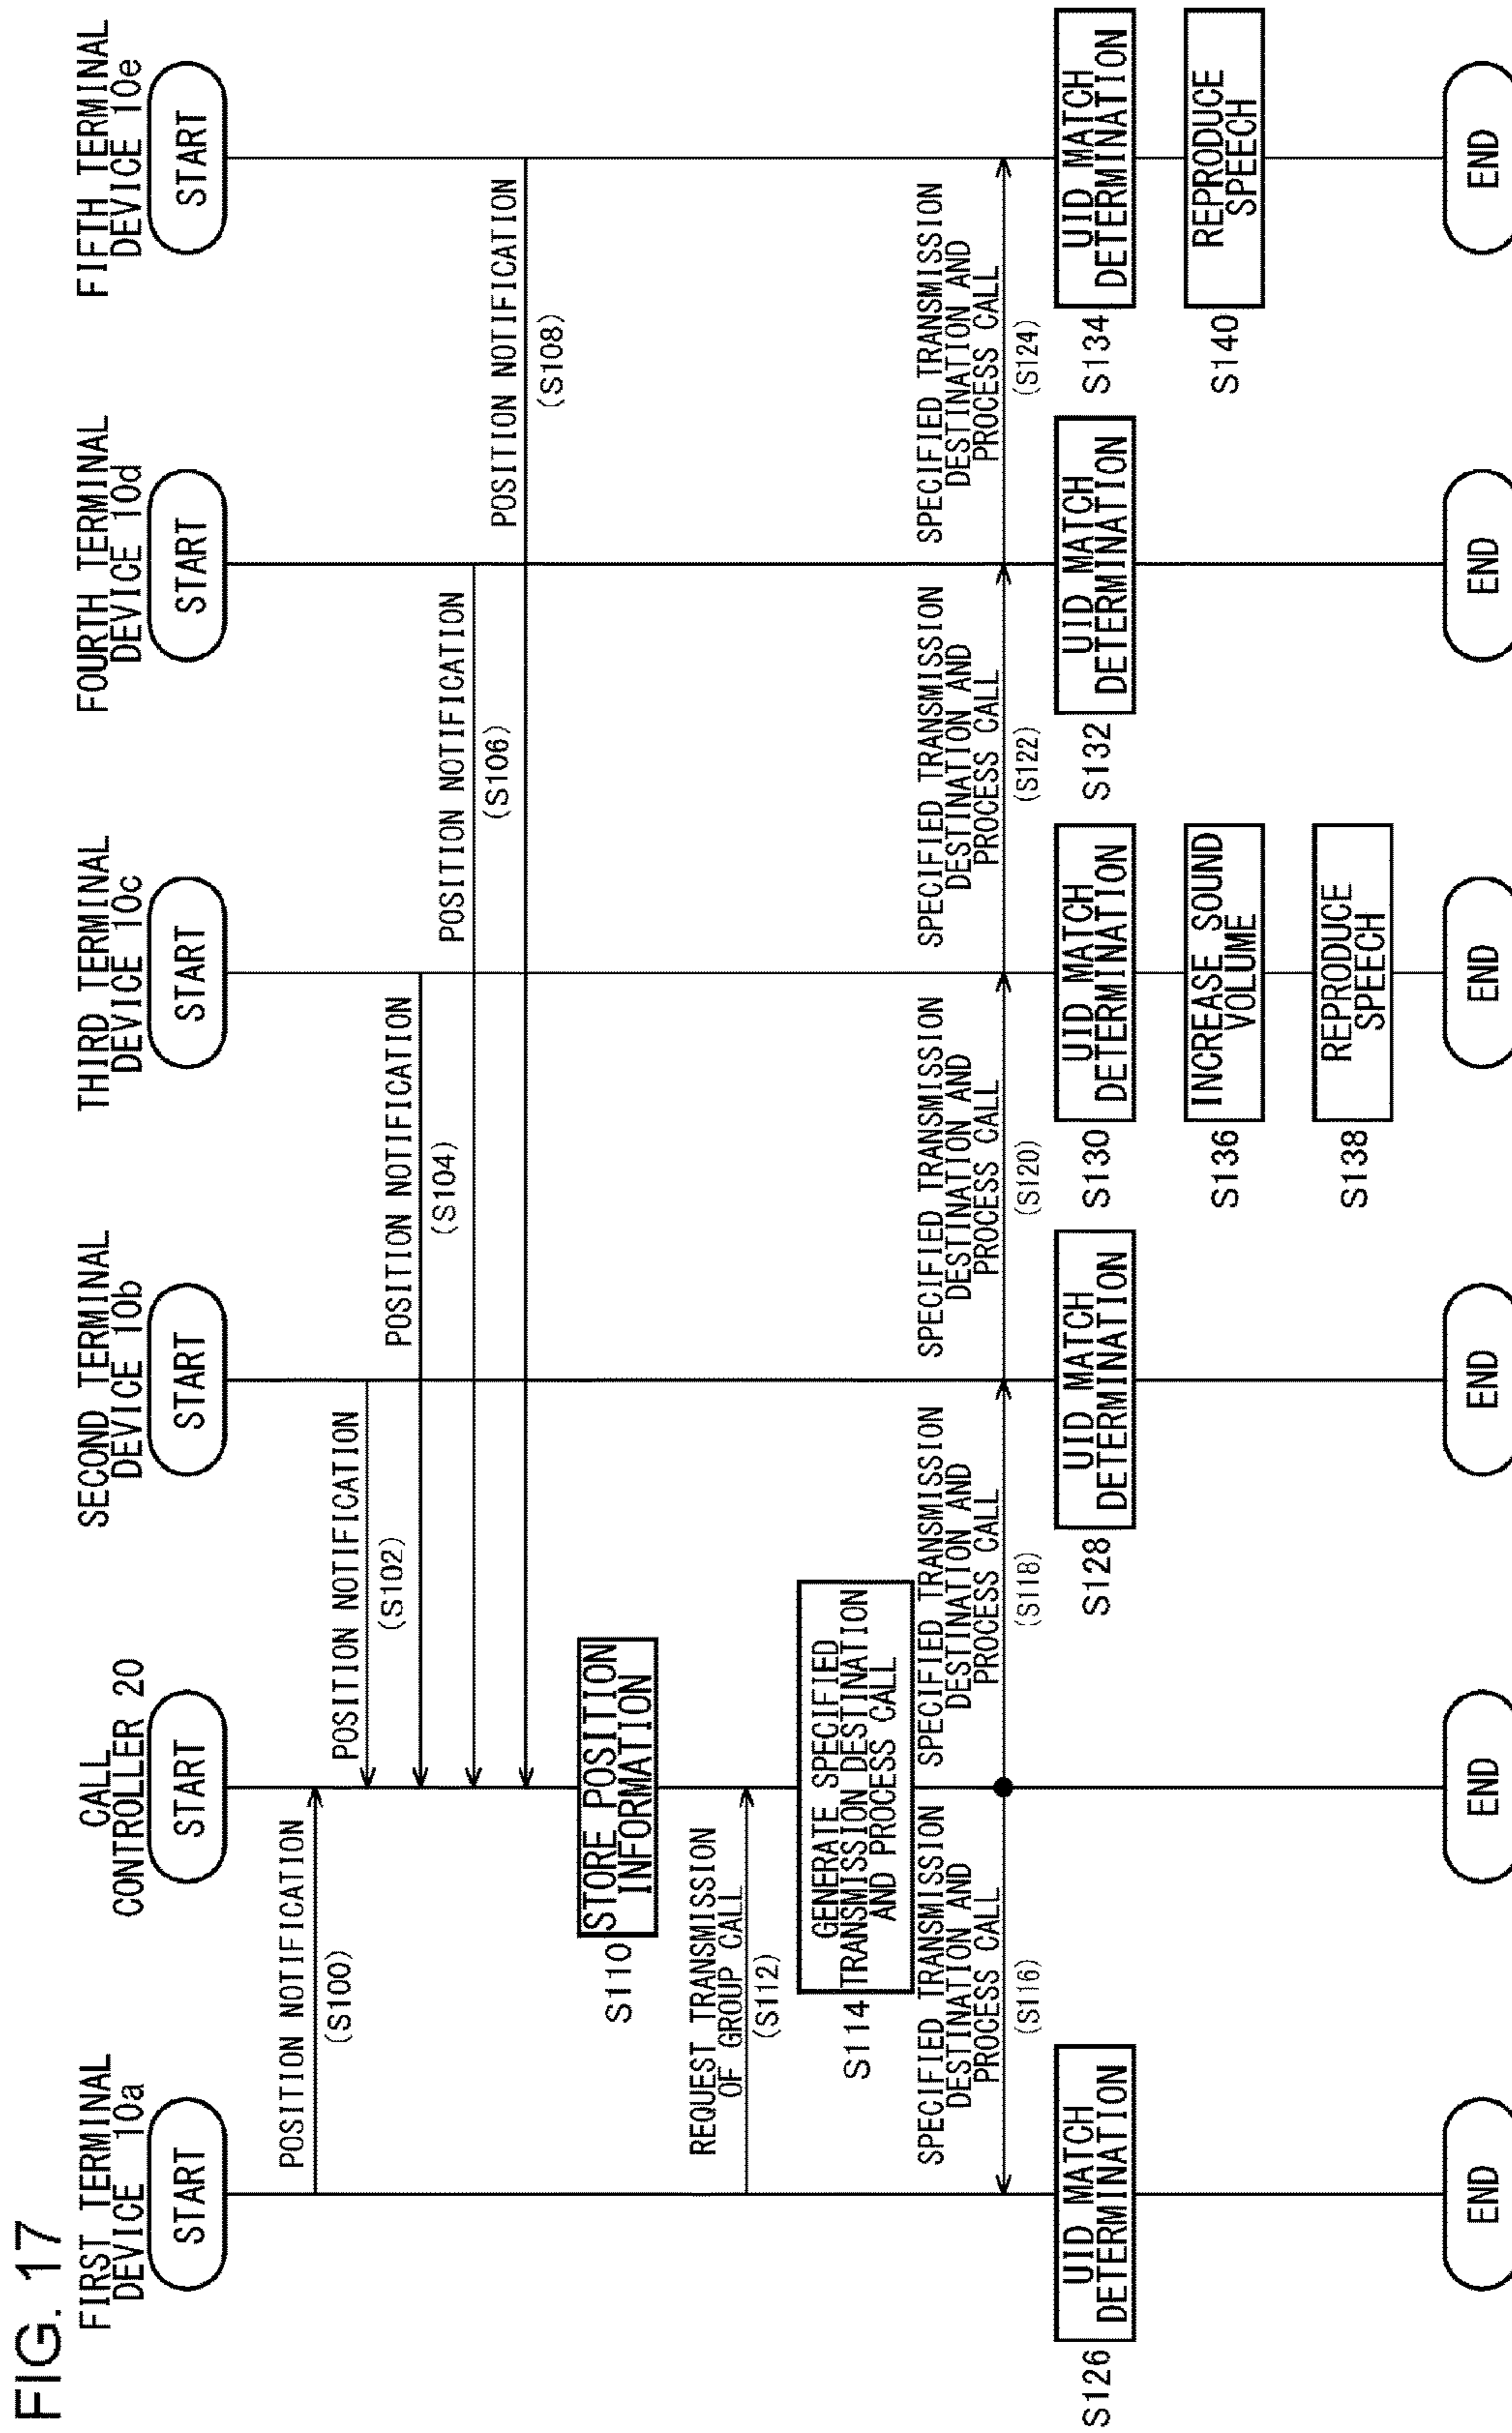 FIG. 17
FIRST TERMINAL
DEVICE 10a
CALL
CONTROLLER 20
SECOND TERMINAL
DEVICE 10b
THIRD TERMINAL
DEVICE 10c
FOURTH TERMINAL
DEVICE 10d
FIFTH TERMINAL
DEVICE 10e
START
START
START
START
START
START
POSITION NOTIFICATION
(S100)
POSITION NOTIFICATION
(S102)
POSITION NOTIFICATION
(S104)
POSITION NOTIFICATION
(S106)
POSITION NOTIFICATION
(S108)
S110
STORE POSITION
INFORMATION
REQUEST TRANSMISSION
OF GROUP CALL
(S112)
S114
GENERATE SPECIFIED
TRANSMISSION DESTINATION
AND PROCESS CALL
SPECIFIED TRANSMISSION
DESTINATION AND
PROCESS CALL
(S116)
SPECIFIED TRANSMISSION
DESTINATION AND
PROCESS CALL
(S118)
SPECIFIED TRANSMISSION
DESTINATION AND
PROCESS CALL
(S120)
SPECIFIED TRANSMISSION
DESTINATION AND
PROCESS CALL
(S122)
SPECIFIED TRANSMISSION
DESTINATION AND
PROCESS CALL
(S124)
S126
UID MATCH
DETERMINATION
S128
UID MATCH
DETERMINATION
S130
UID MATCH
DETERMINATION
S132
UID MATCH
DETERMINATION
S134
UID MATCH
DETERMINATION
S136
INCREASE SOUND
VOLUME
S140
REPRODUCE
SPEECH
S138
REPRODUCE
SPEECH
END
END
END
END
END
END